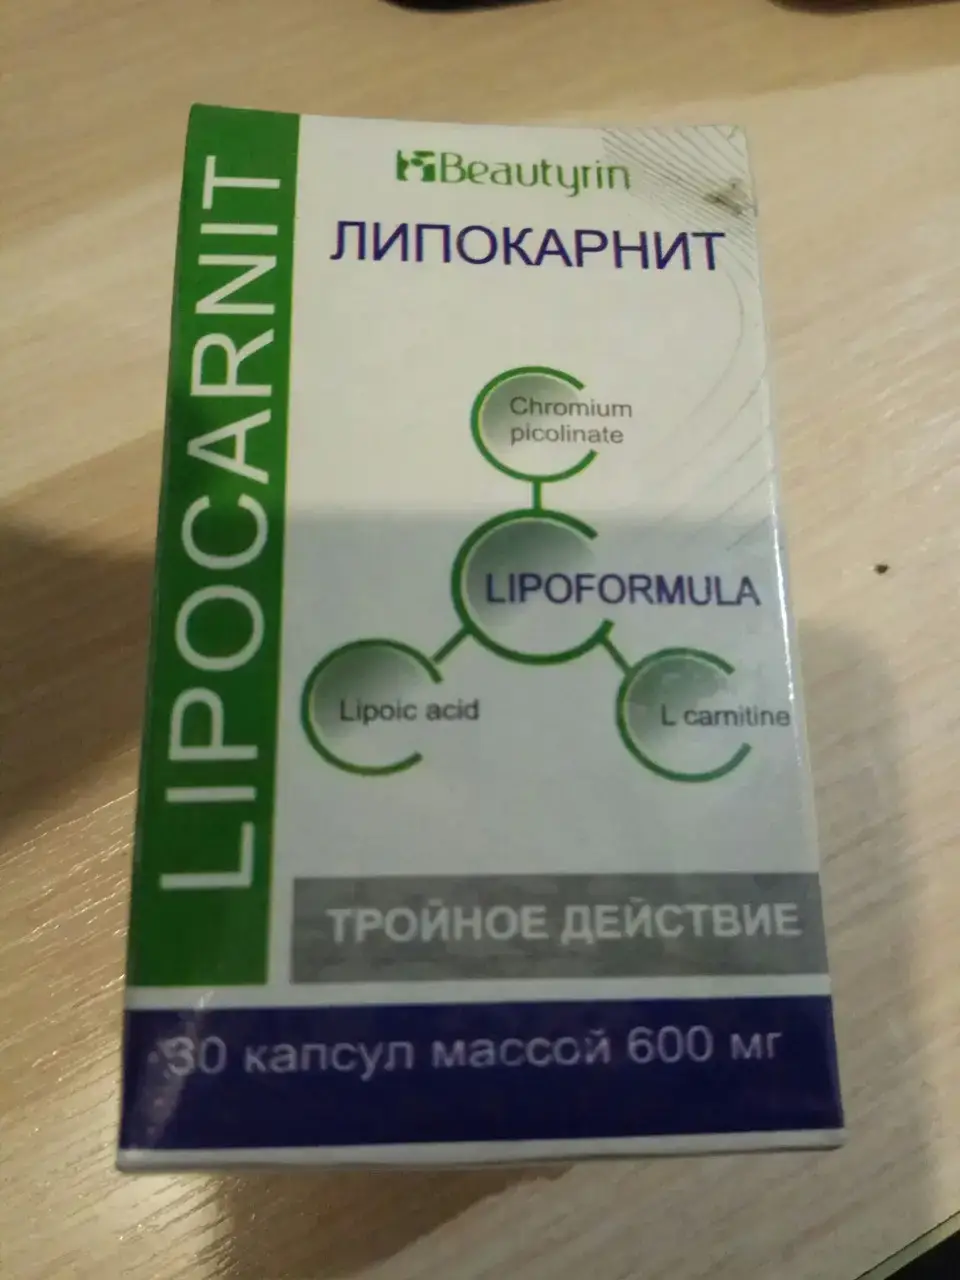 Beautyrin
ЛИПОКАРНИТ
LIPOCARNIT
Chromium
picolinate
LIPOFORMULA
Lipoic acid
L carnitine
ТРОЙНОЕ ДЕЙСТВИЕ
30 капсул массой 600 мг